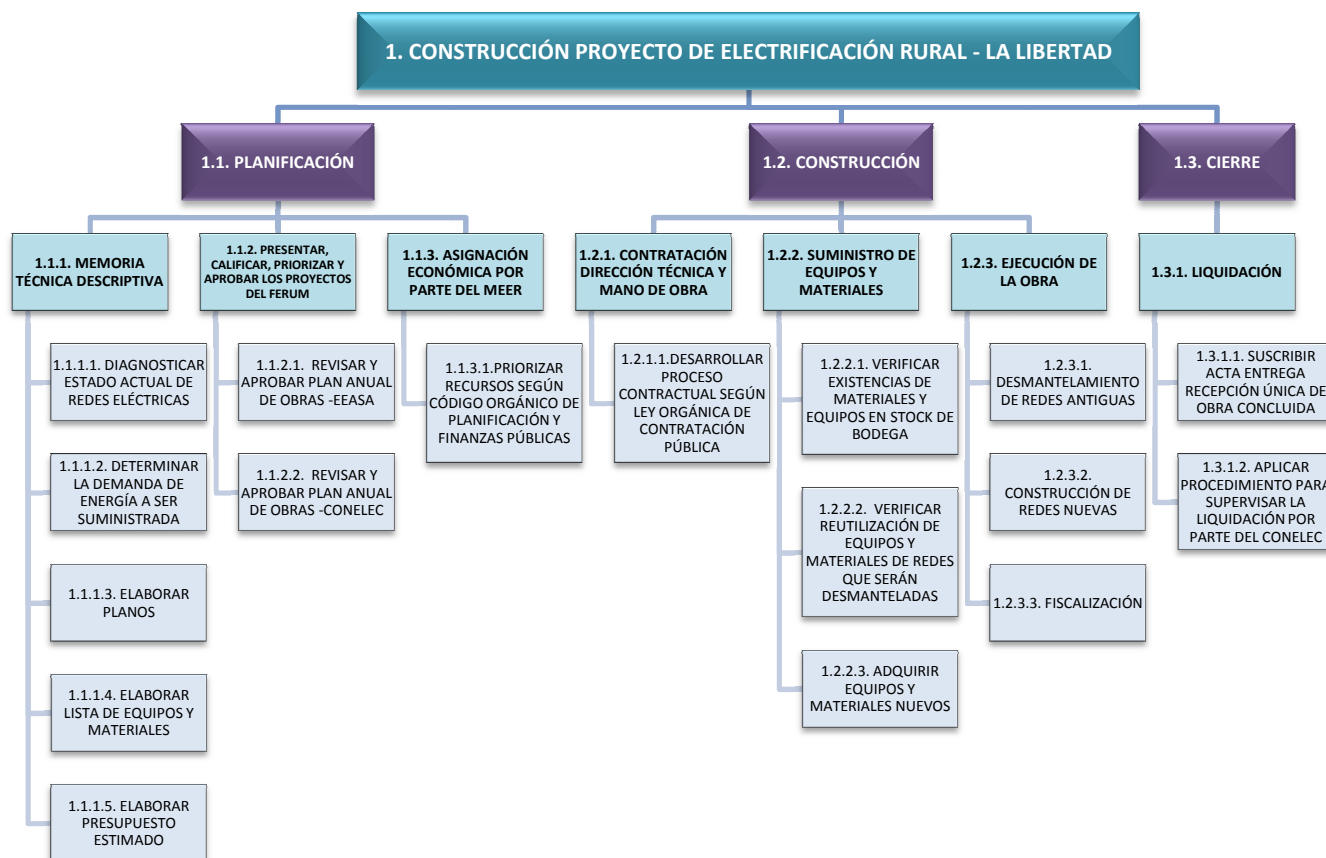 1. CONSTRUCCIÓN PROYECTO DE ELECTRIFICACIÓN RURAL - LA LIBERTAD
1.1. PLANIFICACIÓN
1.2. CONSTRUCCIÓN
1.3. CIERRE
1.1.1. MEMORIA
TÉCNICA DESCRIPTIVA
1.1.2. PRESENTAR,
CALIFICAR, PRIORIZAR Y
APROBAR LOS PROYECTOS
DEL FERUM
1.1.3. ASIGNACIÓN
ECONÓMICA POR
PARTE DEL MEER
1.2.1. CONTRATACIÓN
DIRECCIÓN TÉCNICA Y
MANO DE OBRA
1.2.2. SUMINISTRO DE
EQUIPOS Y
MATERIALES
1.2.3. EJECUCIÓN DE
LA OBRA
1.3.1. LIQUIDACIÓN
1.1.1.1. DIAGNOSTICAR
ESTADO ACTUAL DE
REDES ELÉCTRICAS
1.1.1.2. DETERMINAR
LA DEMANDA DE
ENERGÍA A SER
SUMINISTRADA
1.1.1.3. ELABORAR
PLANOS
1.1.1.4. ELABORAR
LISTA DE EQUIPOS Y
MATERIALES
1.1.1.5. ELABORAR
PRESUPUESTO
ESTIMADO
1.1.2.1. REVISAR Y
APROBAR PLAN ANUAL
DE OBRAS -EEASA
1.1.2.2. REVISAR Y
APROBAR PLAN ANUAL
DE OBRAS -CONELEC
1.1.3.1.PRIORIZAR
RECURSOS SEGÚN
CÓDIGO ORGÁNICO DE
PLANIFICACIÓN Y
FINANZAS PÚBLICAS
1.2.1.1.DESARROLLAR
PROCESO
CONTRACTUAL SEGÚN
LEY ORGÁNICA DE
CONTRATACIÓN
PÚBLICA
1.2.2.1. VERIFICAR
EXISTENCIAS DE
MATERIALES Y
EQUIPOS EN STOCK DE
BODEGA
1.2.2.2. VERIFICAR
REUTILIZACIÓN DE
EQUIPOS Y
MATERIALES DE REDES
QUE SERÁN
DESMANTELADAS
1.2.2.3. ADQUIRIR
EQUIPOS Y
MATERIALES NUEVOS
1.2.3.1.
DESMANTELAMIENTO
DE REDES ANTIGUAS
1.2.3.2.
CONSTRUCCIÓN DE
REDES NUEVAS
1.2.3.3. FISCALIZACIÓN
1.3.1.1. SUSCRIBIR
ACTA ENTREGA
RECEPCIÓN ÚNICA DE
OBRA CONCLUIDA
1.3.1.2. APLICAR
PROCEDIMIENTO PARA
SUPERVISAR LA
LIQUIDACIÓN POR
PARTE DEL CONELEC